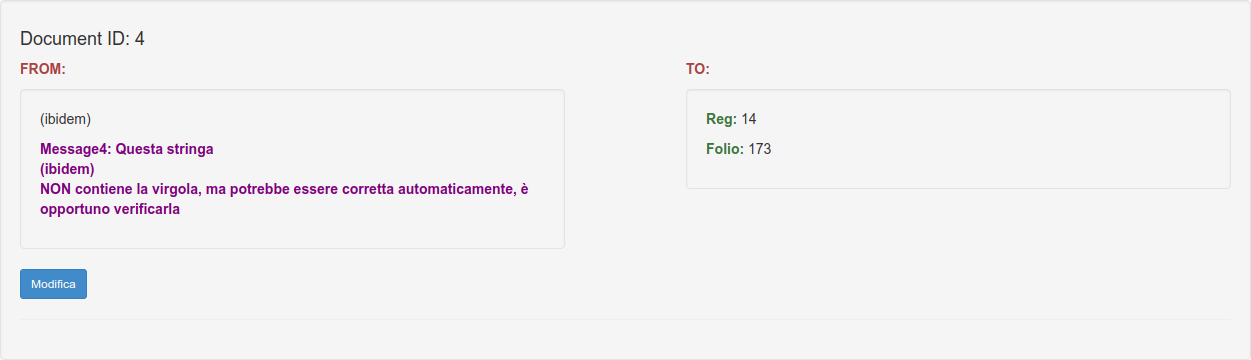 Document ID: 4
FROM:
(ibidem)
Message4: Questa stringa
(ibidem)
NON contiene la virgola, ma potrebbe essere corretta automaticamente, è
opportuno verificarla
TO:
Reg: 14
Folio: 173
Modifica